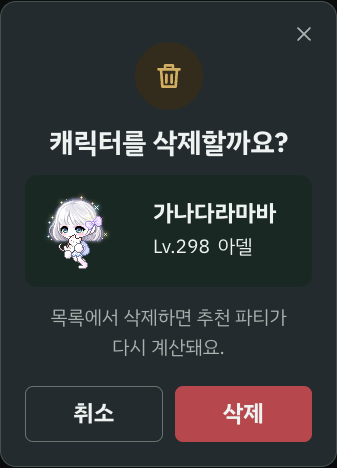 캐릭터를 삭제할까요?
가나다라마바
Lv.298 아델
목록에서 삭제하면 추천 파티가
다시 계산돼요.
취소
삭제